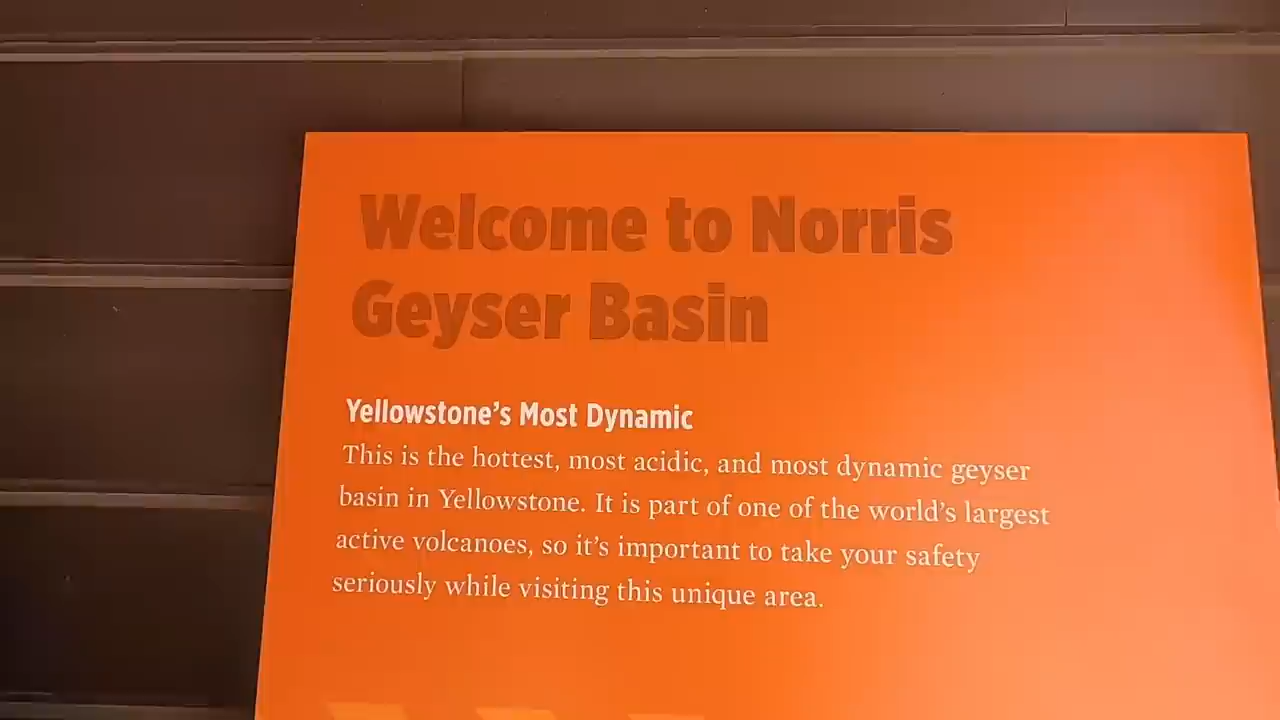 Welcome to Norris
Geyser Basin
Yellowstone’s Most Dynamic
This is the hottest, most acidic, and most dynamic geyser
basin in Yellowstone. It is part of one of the world’s largest
active volcanoes, so it’s important to take your safety
seriously while visiting this unique area.